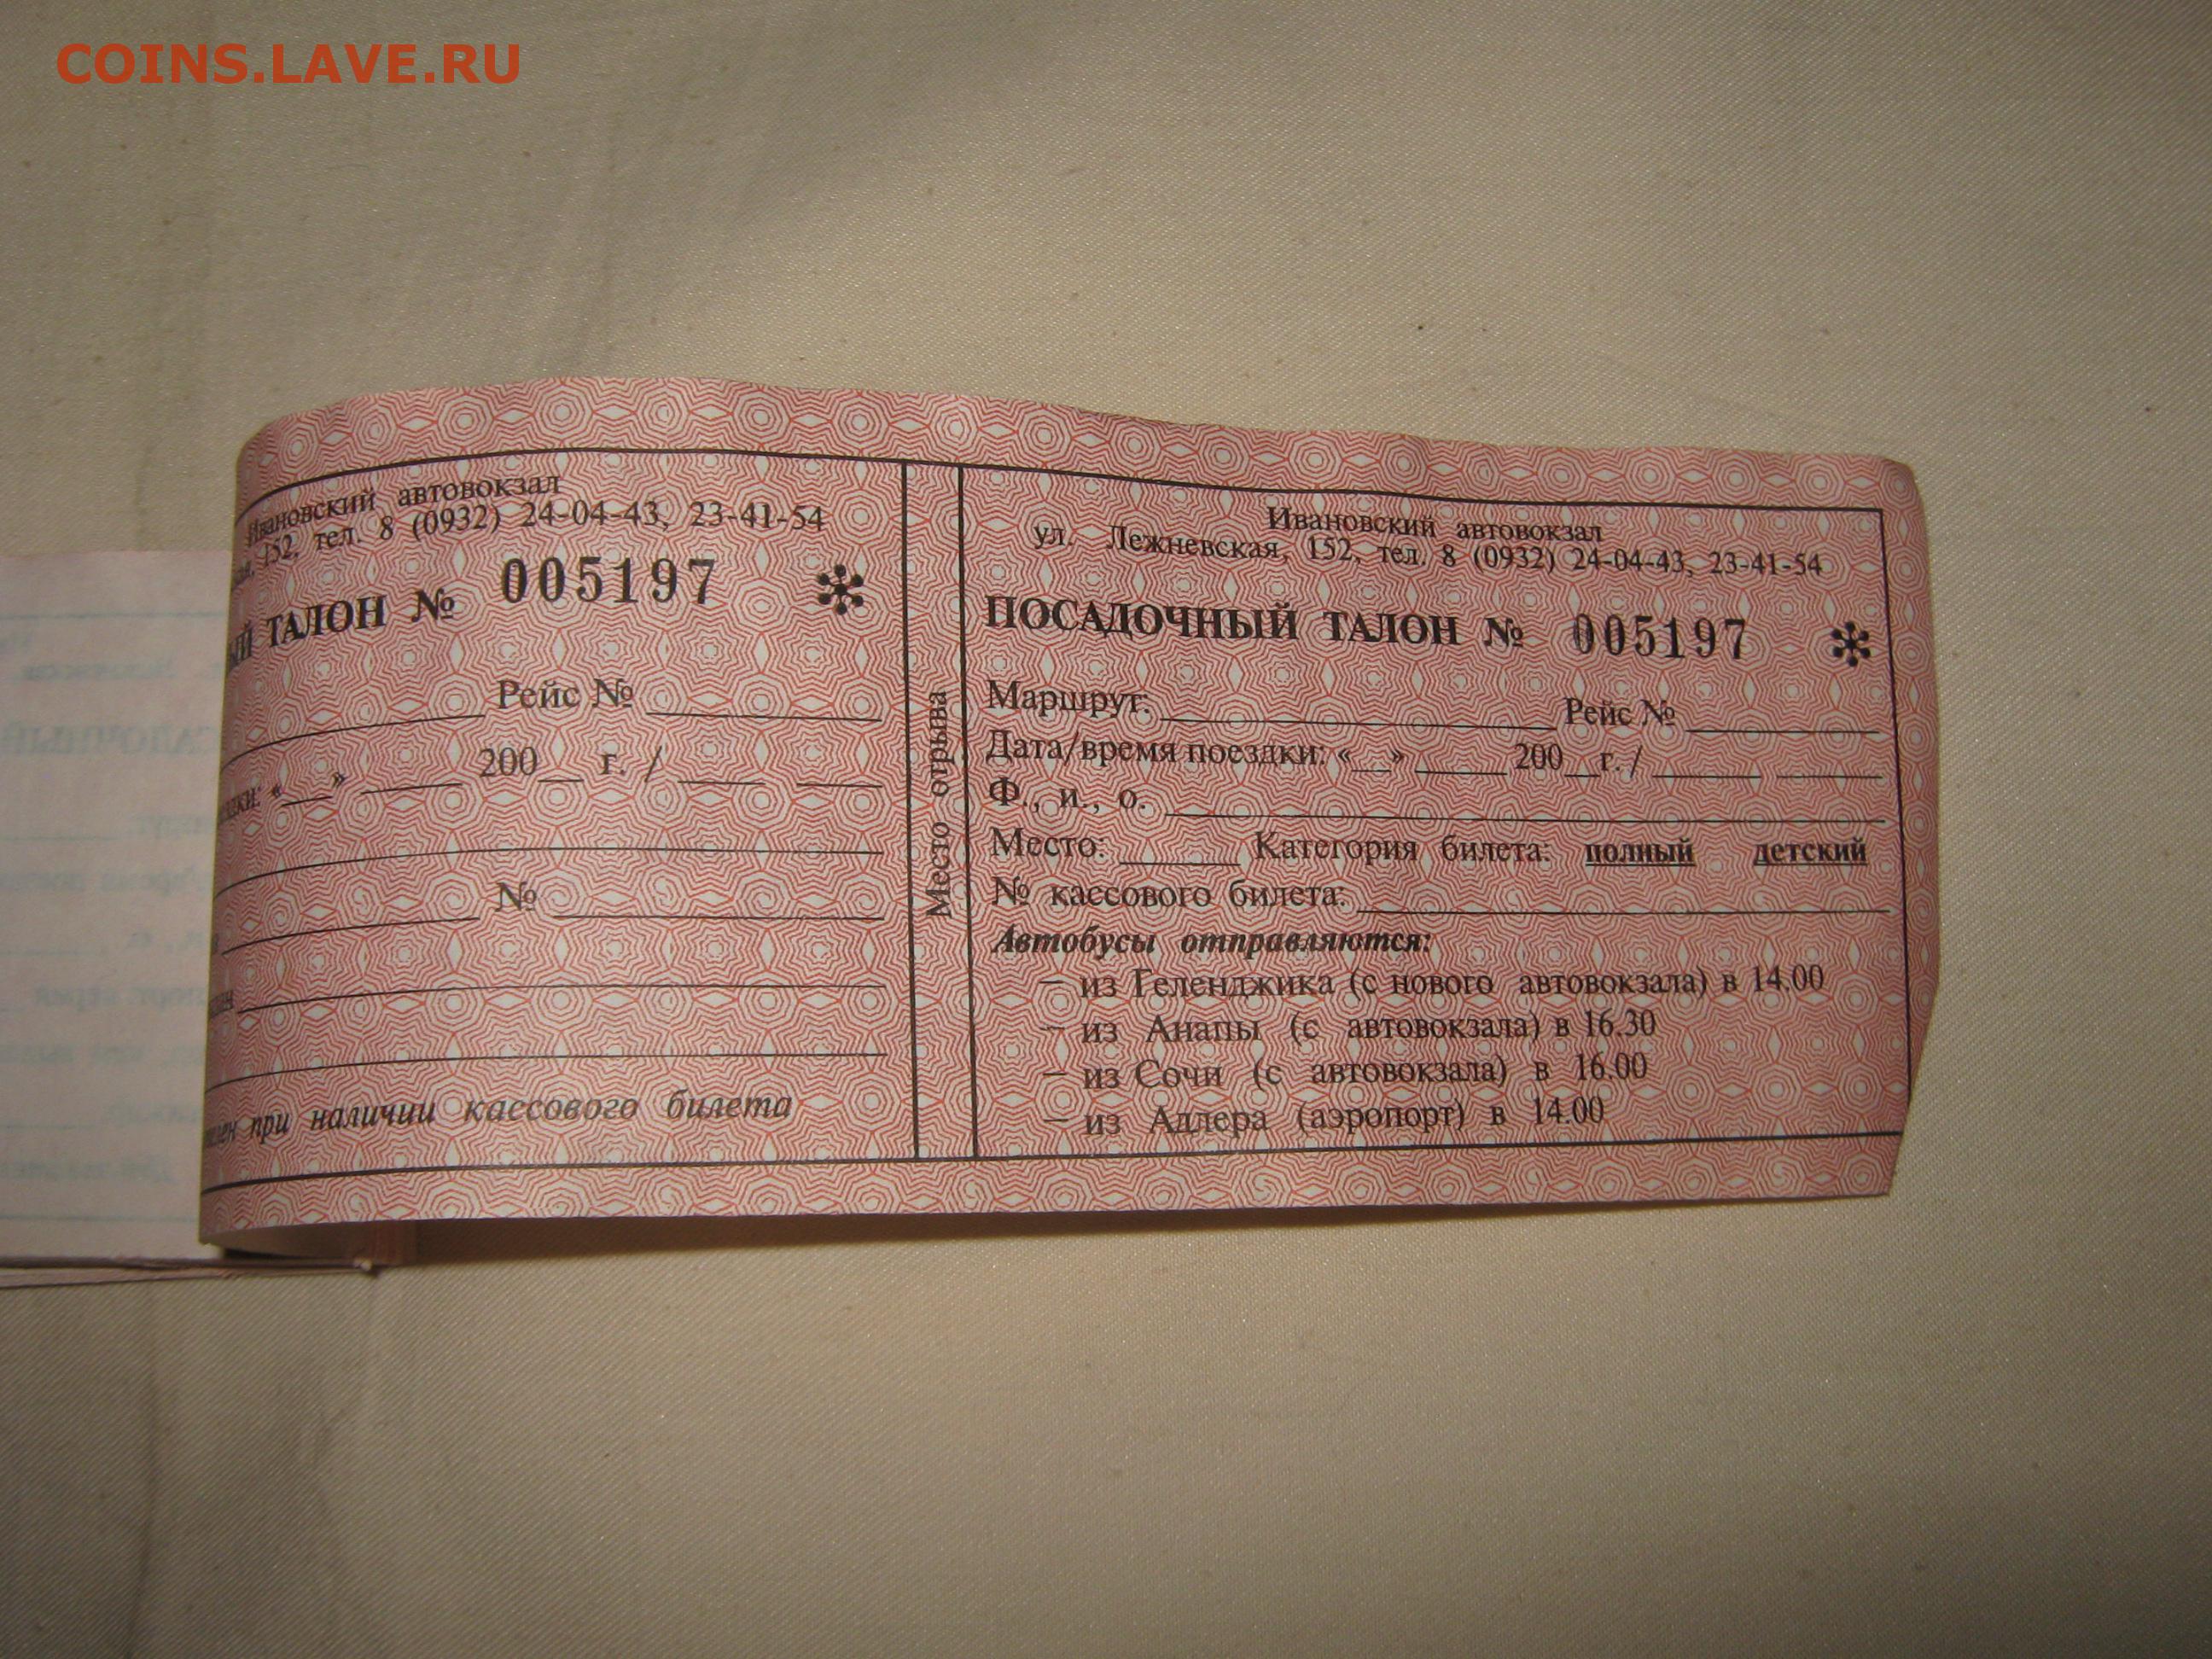 COINS.LAVE.RU
Ивановский автовокзал
152, тел. 8 (0932) 24-04-43, 23-41-54
ТАЛОН № 005197
Рейс №
« » 200 г. /
№
при наличии кассового билета
Место отрыва
Ивановский автовокзал
ул. Лежневская, 152, тел. 8 (0932) 24-04-43, 23-41-54
ПОСАДОЧНЫЙ ТАЛОН № 005197
Маршрут: Рейс №
Дата/время поездки: « » 200 г. /
Ф., и., о.
Место: Категория билета: полный детский
№ кассового билета:
Автобусы отправляются:
– из Геленджика (с нового автовокзала) в 14.00
– из Анапы (с автовокзала) в 16.30
– из Сочи (с автовокзала) в 16.00
– из Адлера (аэропорт) в 14.00